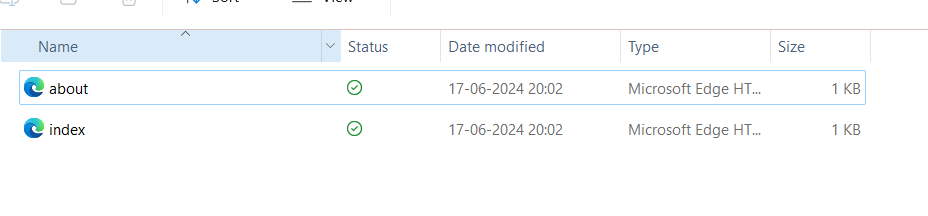 Sort View
Name Status Date modified Type Size
about 17-06-2024 20:02 Microsoft Edge HT... 1 KB
index 17-06-2024 20:02 Microsoft Edge HT... 1 KB